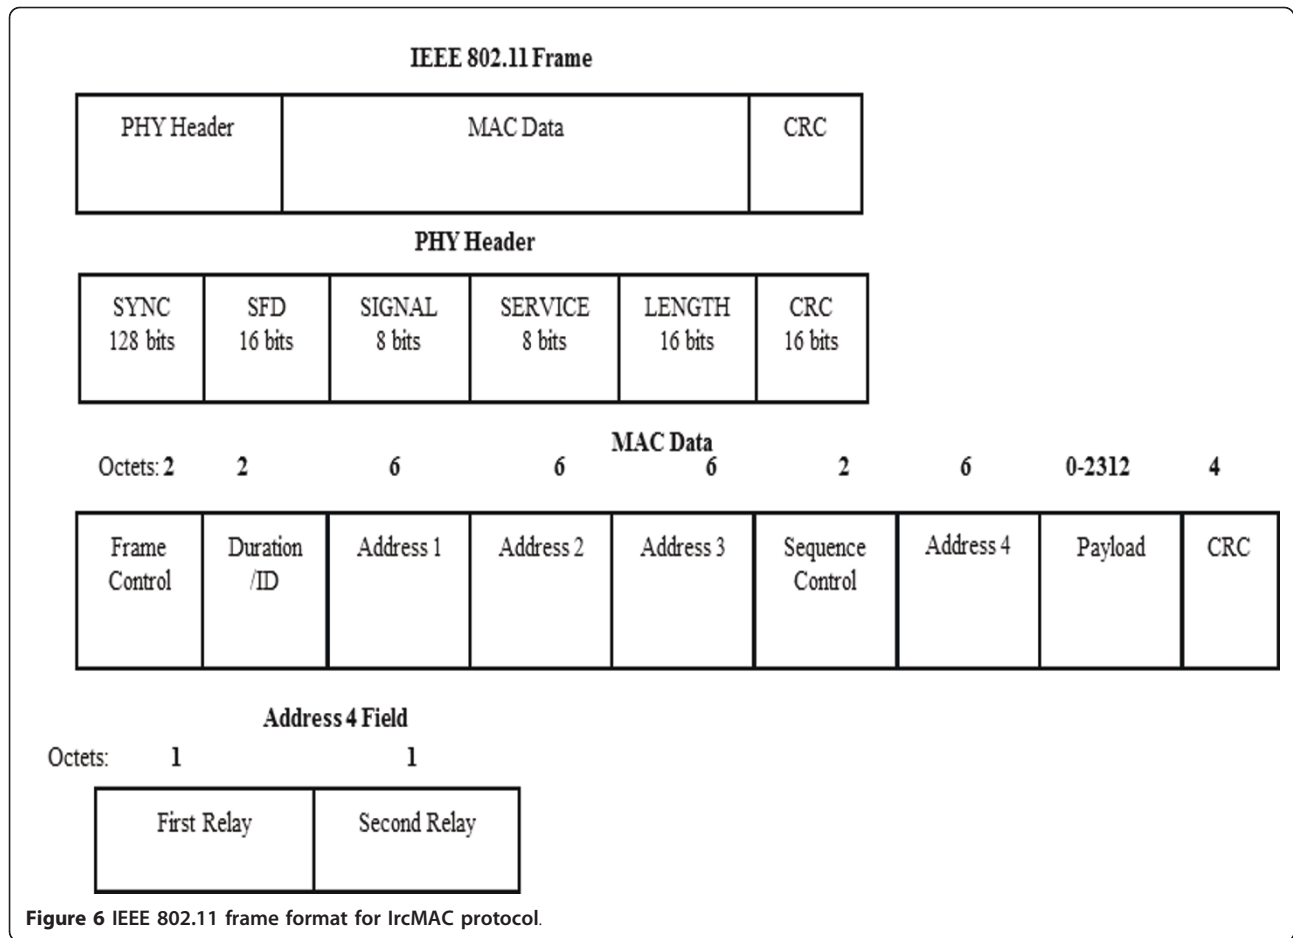 IEEE 802.11 Frame
PHY Header MAC Data CRC
PHY Header
SYNC SFD SIGNAL SERVICE LENGTH CRC
128 bits 16 bits 8 bits 8 bits 16 bits 16 bits
MAC Data
Octets: 2 2 6 6 6 2 6 0-2312 4
Frame Duration Address 1 Address 2 Address 3 Sequence Address 4 Payload CRC
Control /ID Control
Address 4 Field
Octets: 1 1
First Relay Second Relay
Figure 6 IEEE 802.11 frame format for IrcMAC protocol.